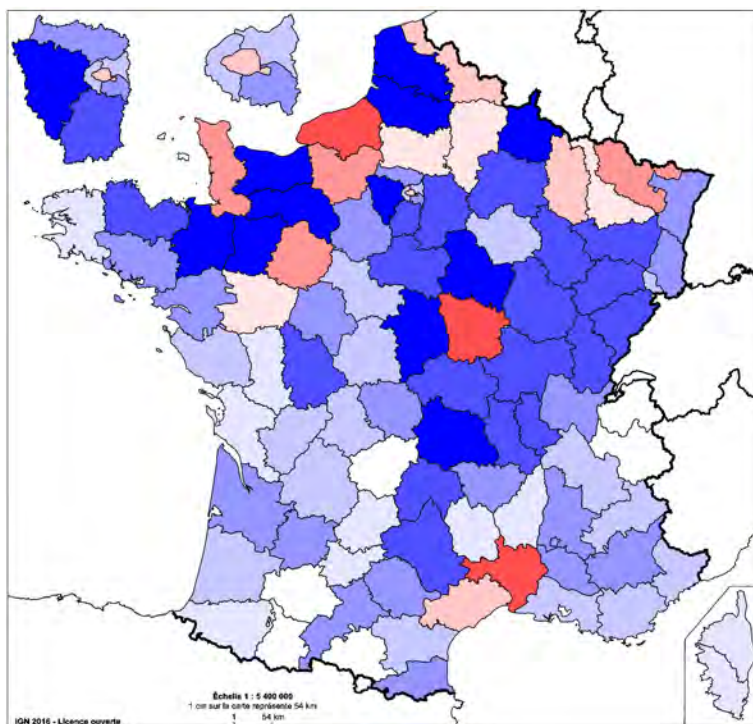 Échelle 1 : 5 400 000
1 cm sur la carte représente 54 km
1 54 km
IGN 2016 - Licence ouverte